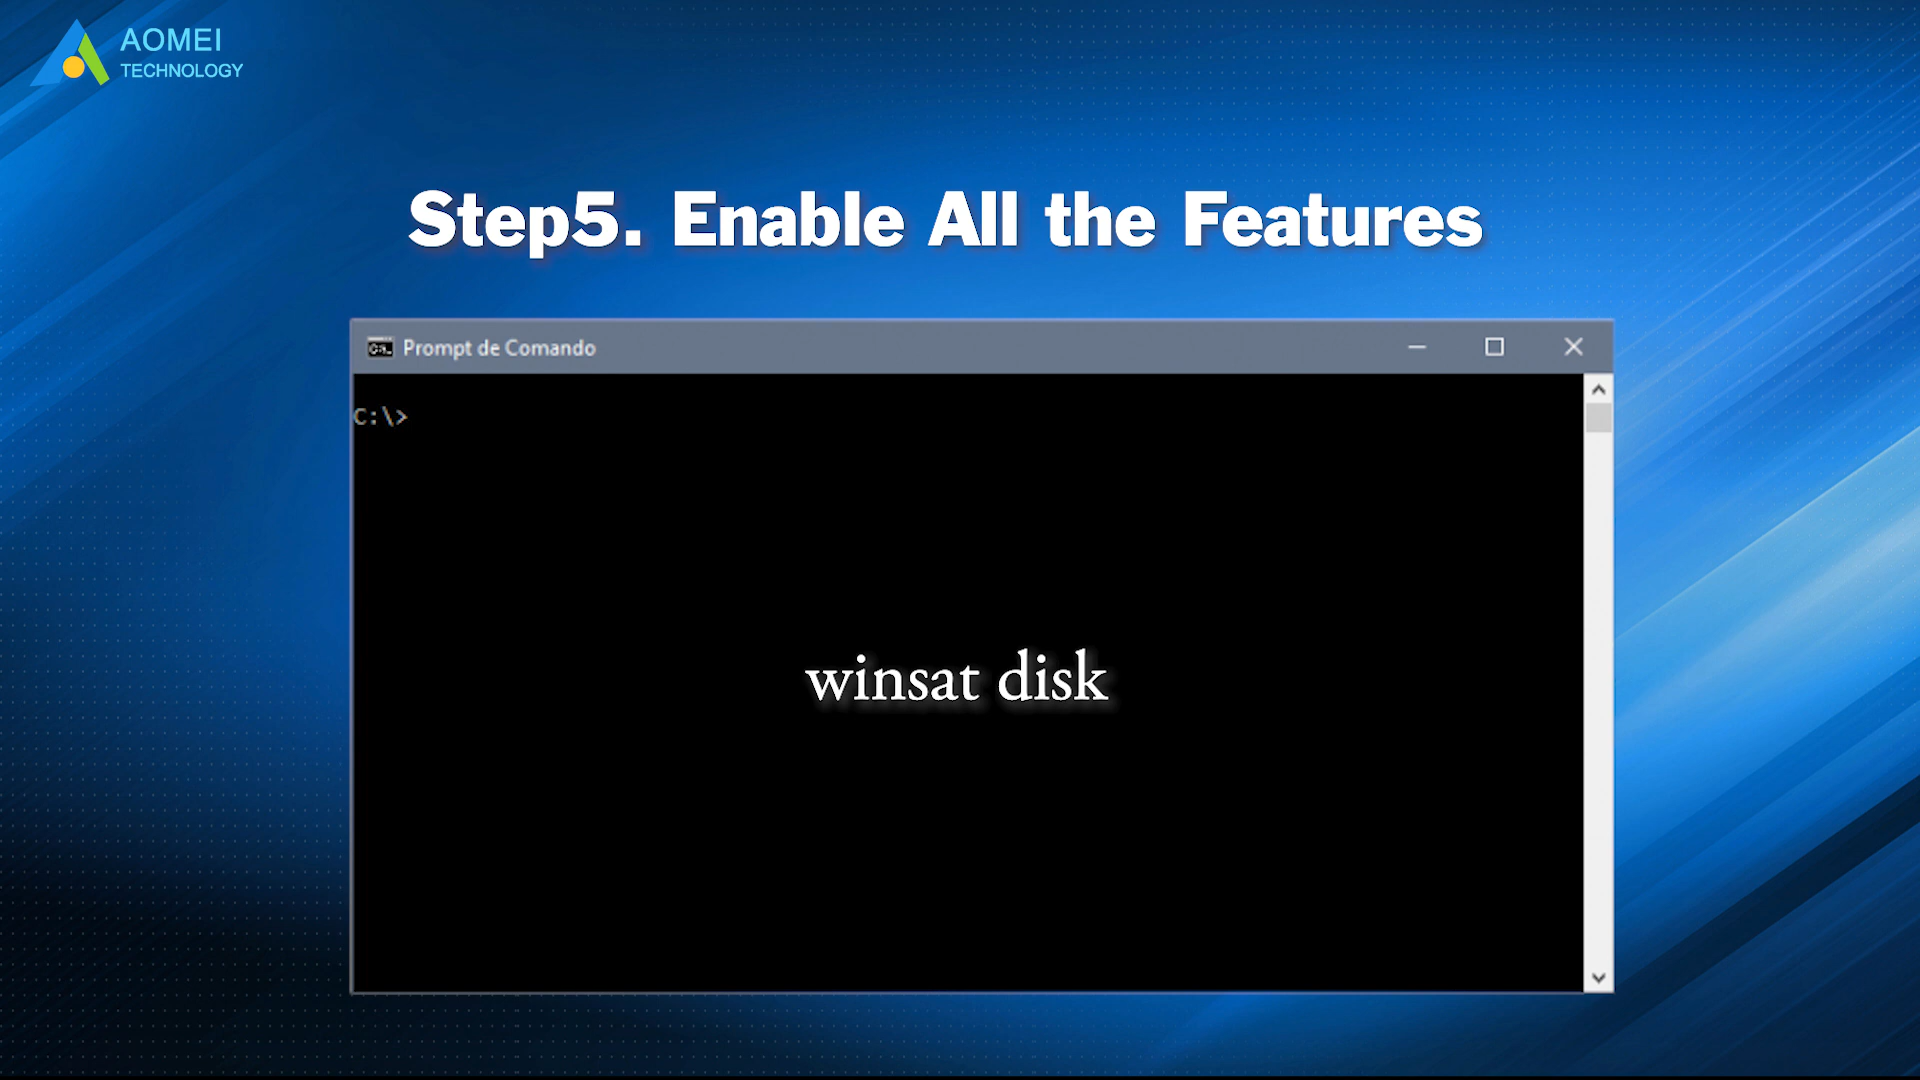 AOMEI
TECHNOLOGY
Step5. Enable All the Features
Prompt de Comando
C:\>
winsat disk